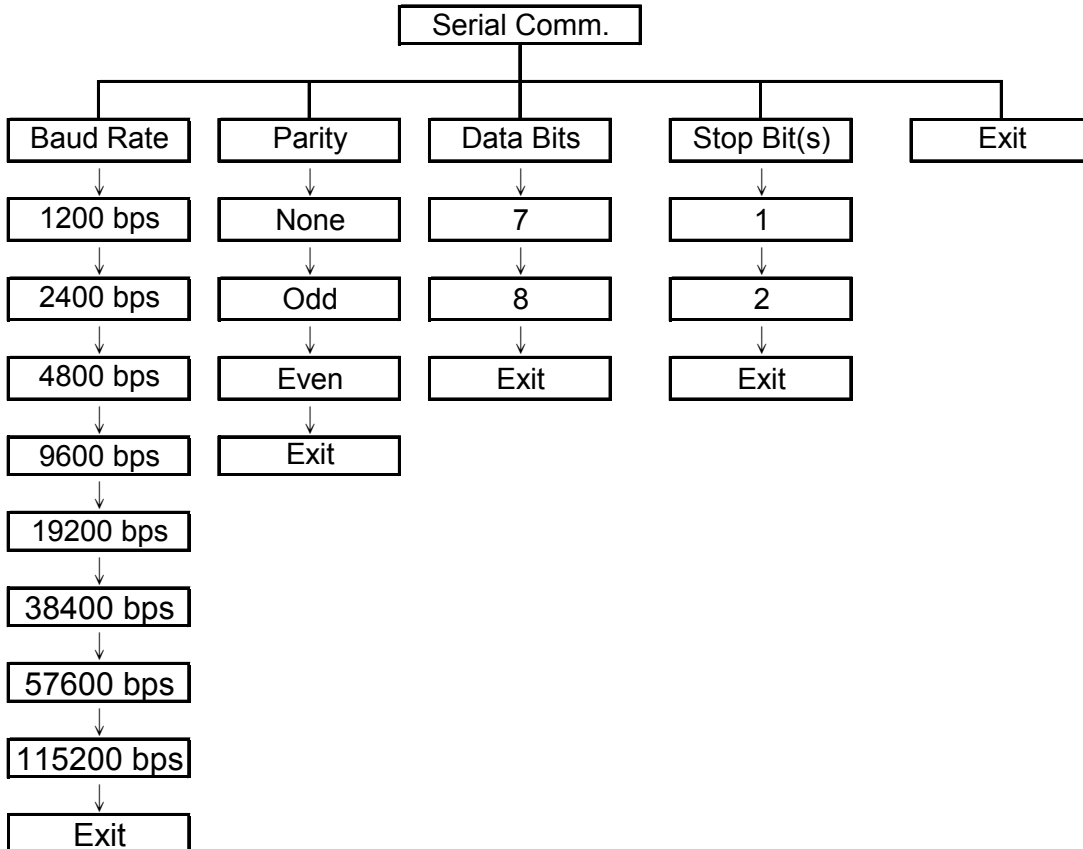 Serial Comm.
Baud Rate
Parity
Data Bits
Stop Bit(s)
Exit
1200 bps
None
7
1
2400 bps
Odd
8
2
4800 bps
Even
Exit
Exit
9600 bps
Exit
19200 bps
38400 bps
57600 bps
115200 bps
Exit